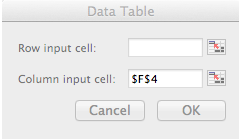 Data Table
Row input cell:
Column input cell: $F$4
Cancel OK